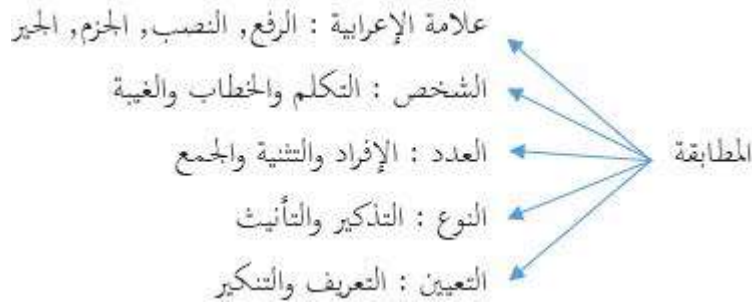 علامة الإعرابية : الرفع, النصب, الجزم, الجير
الشخص : التكلم والخطاب والغيبة
المطابقة
العدد : الإفراد والتثنية والجمع
النوع : التذكير والتأنيث
التعيين : التعريف والتنكير